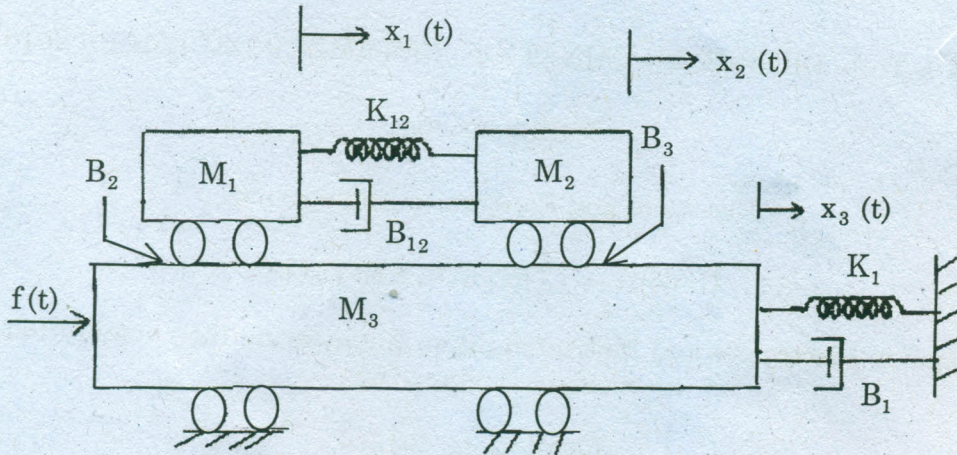 x₁ (t)
x₂ (t)
K₁₂
B₃
B₂
M₁
M₂
x₃ (t)
B₁₂
K₁
f(t)
M₃
B₁